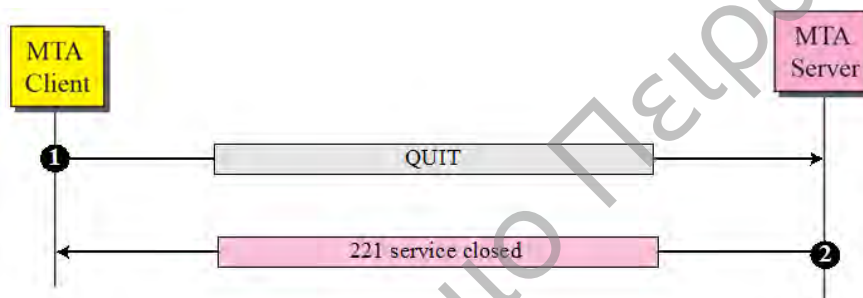 MTA
Client
MTA
Server
1
QUIT
221 service closed
2